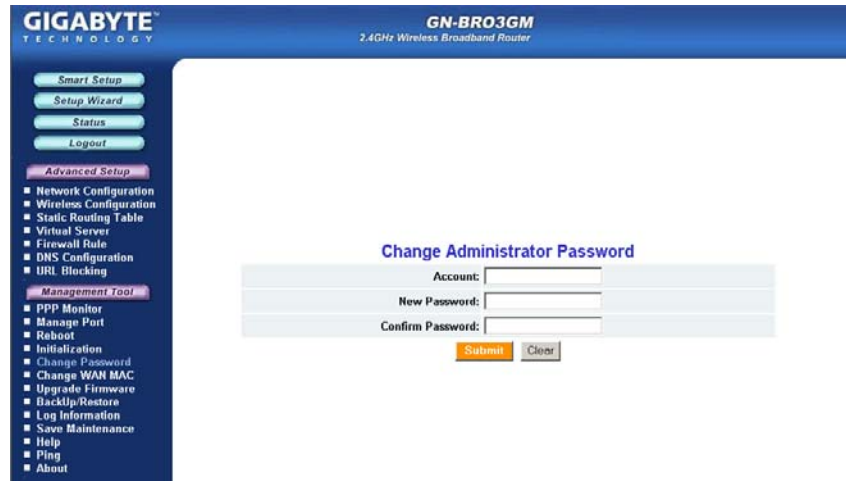 GIGABYTE™
TECHNOLOGY
GN-BR03GM
2.4GHz Wireless Broadband Router
Smart Setup
Setup Wizard
Status
Logout
Advanced Setup
Network Configuration
Wireless Configuration
Static Routing Table
Virtual Server
Firewall Rule
DNS Configuration
URL Blocking
Management Tool
PPP Monitor
Manage Port
Reboot
Initialization
Change Password
Change WAN MAC
Upgrade Firmware
BackUp/Restore
Log Information
Save Maintenance
Help
Ping
About
Change Administrator Password
Account:
New Password:
Confirm Password:
Submit Clear